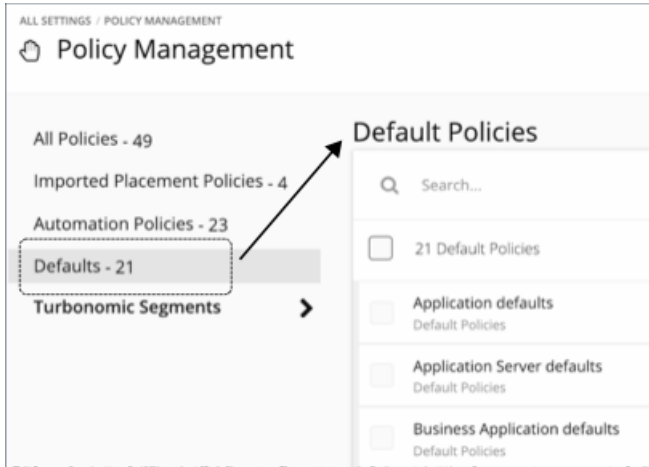 ALL SETTINGS / POLICY MANAGEMENT
Policy Management
All Policies - 49
Imported Placement Policies - 4
Automation Policies - 23
Defaults - 21
Turbonomic Segments
Default Policies
Search...
21 Default Policies
Application defaults
Default Policies
Application Server defaults
Default Policies
Business Application defaults
Default Policies